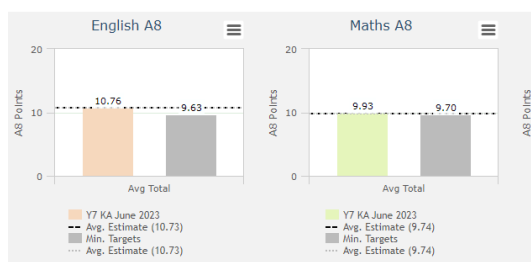 English A8
20
10
0
A8 Points
10.76
9.63
Avg Total
Y7 KA June 2023
Avg. Estimate (10.73)
Min. Targets
Avg. Estimate (10.73)
Maths A8
20
10
0
A8 Points
9.93
9.70
Avg Total
Y7 KA June 2023
Avg. Estimate (9.74)
Min. Targets
Avg. Estimate (9.74)
A8 Points